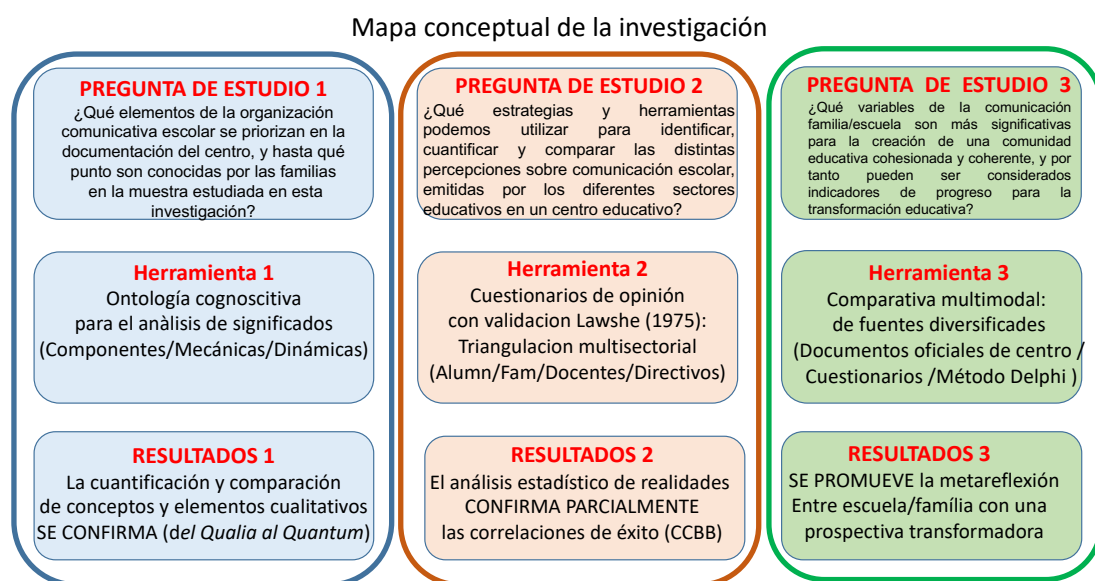 Mapa conceptual de la investigación
PREGUNTA DE ESTUDIO 1
¿Qué elementos de la organización
comunicativa escolar se priorizan en la
documentación del centro, y hasta qué
punto son conocidas por las familias
en la muestra estudiada en esta
investigación?
Herramienta 1
Ontología cognoscitiva
para el anàlisis de significados
(Componentes/Mecánicas/Dinámicas)
RESULTADOS 1
La cuantificación y comparación
de conceptos y elementos cualitativos
SE CONFIRMA (del Qualia al Quantum)
PREGUNTA DE ESTUDIO 2
¿Qué estrategias y herramientas
podemos utilizar para identificar,
cuantificar y comparar las distintas
percepciones sobre comunicación escolar,
emitidas por los diferentes sectores
educativos en un centro educativo?
Herramienta 2
Cuestionarios de opinión
con validacion Lawshe (1975):
Triangulacion multisectorial
(Alumn/Fam/Docentes/Directivos)
RESULTADOS 2
El análisis estadístico de realidades
CONFIRMA PARCIALMENTE
las correlaciones de éxito (CCBB)
PREGUNTA DE ESTUDIO 3
¿Qué variables de la comunicación
familia/escuela son más significativas
para la creación de una comunidad
educativa cohesionada y coherente, y por
tanto pueden ser considerados
indicadores de progreso para la
transformación educativa?
Herramienta 3
Comparativa multimodal:
de fuentes diversificades
(Documentos oficiales de centro /
Cuestionarios /Método Delphi )
RESULTADOS 3
SE PROMUEVE la metareflexión
Entre escuela/família con una
prospectiva transformadora